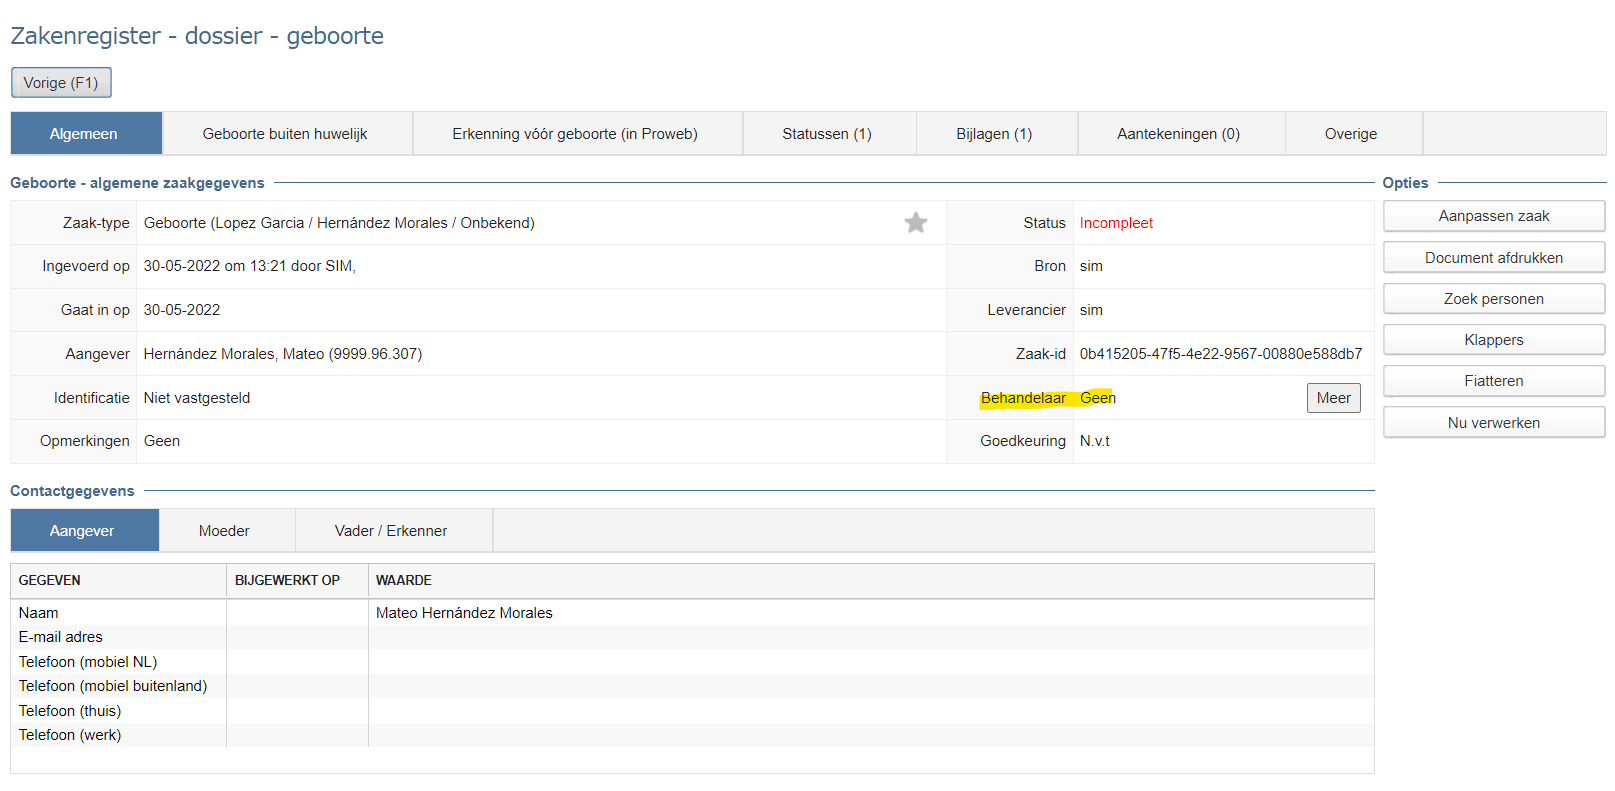 Zakenregister - dossier - geboorte
Vorige (F1)
Algemeen Geboorte buiten huwelijk Erkenning vóór geboorte (in Proweb) Statussen (1) Bijlagen (1) Aantekeningen (0) Overige
Geboorte - algemene zaakgegevens
Zaak-type Geboorte (Lopez Garcia / Hernández Morales / Onbekend) Status Incompleet
Ingevoerd op 30-05-2022 om 13:21 door SIM, Bron sim
Gaat in op 30-05-2022 Leverancier sim
Aangever Hernández Morales, Mateo (9999.96.307) Zaak-id 0b415205-47f5-4e22-9567-00880e588db7
Identificatie Niet vastgesteld Behandelaar Geen Meer
Opmerkingen Geen Goedkeuring N.v.t
Opties
Aanpassen zaak
Document afdrukken
Zoek personen
Klappers
Fiatteren
Nu verwerken
Contactgegevens
Aangever Moeder Vader / Erkenner
GEGEVEN BIJGEWERKT OP WAARDE
Naam Mateo Hernández Morales
E-mail adres
Telefoon (mobiel NL)
Telefoon (mobiel buitenland)
Telefoon (thuis)
Telefoon (werk)